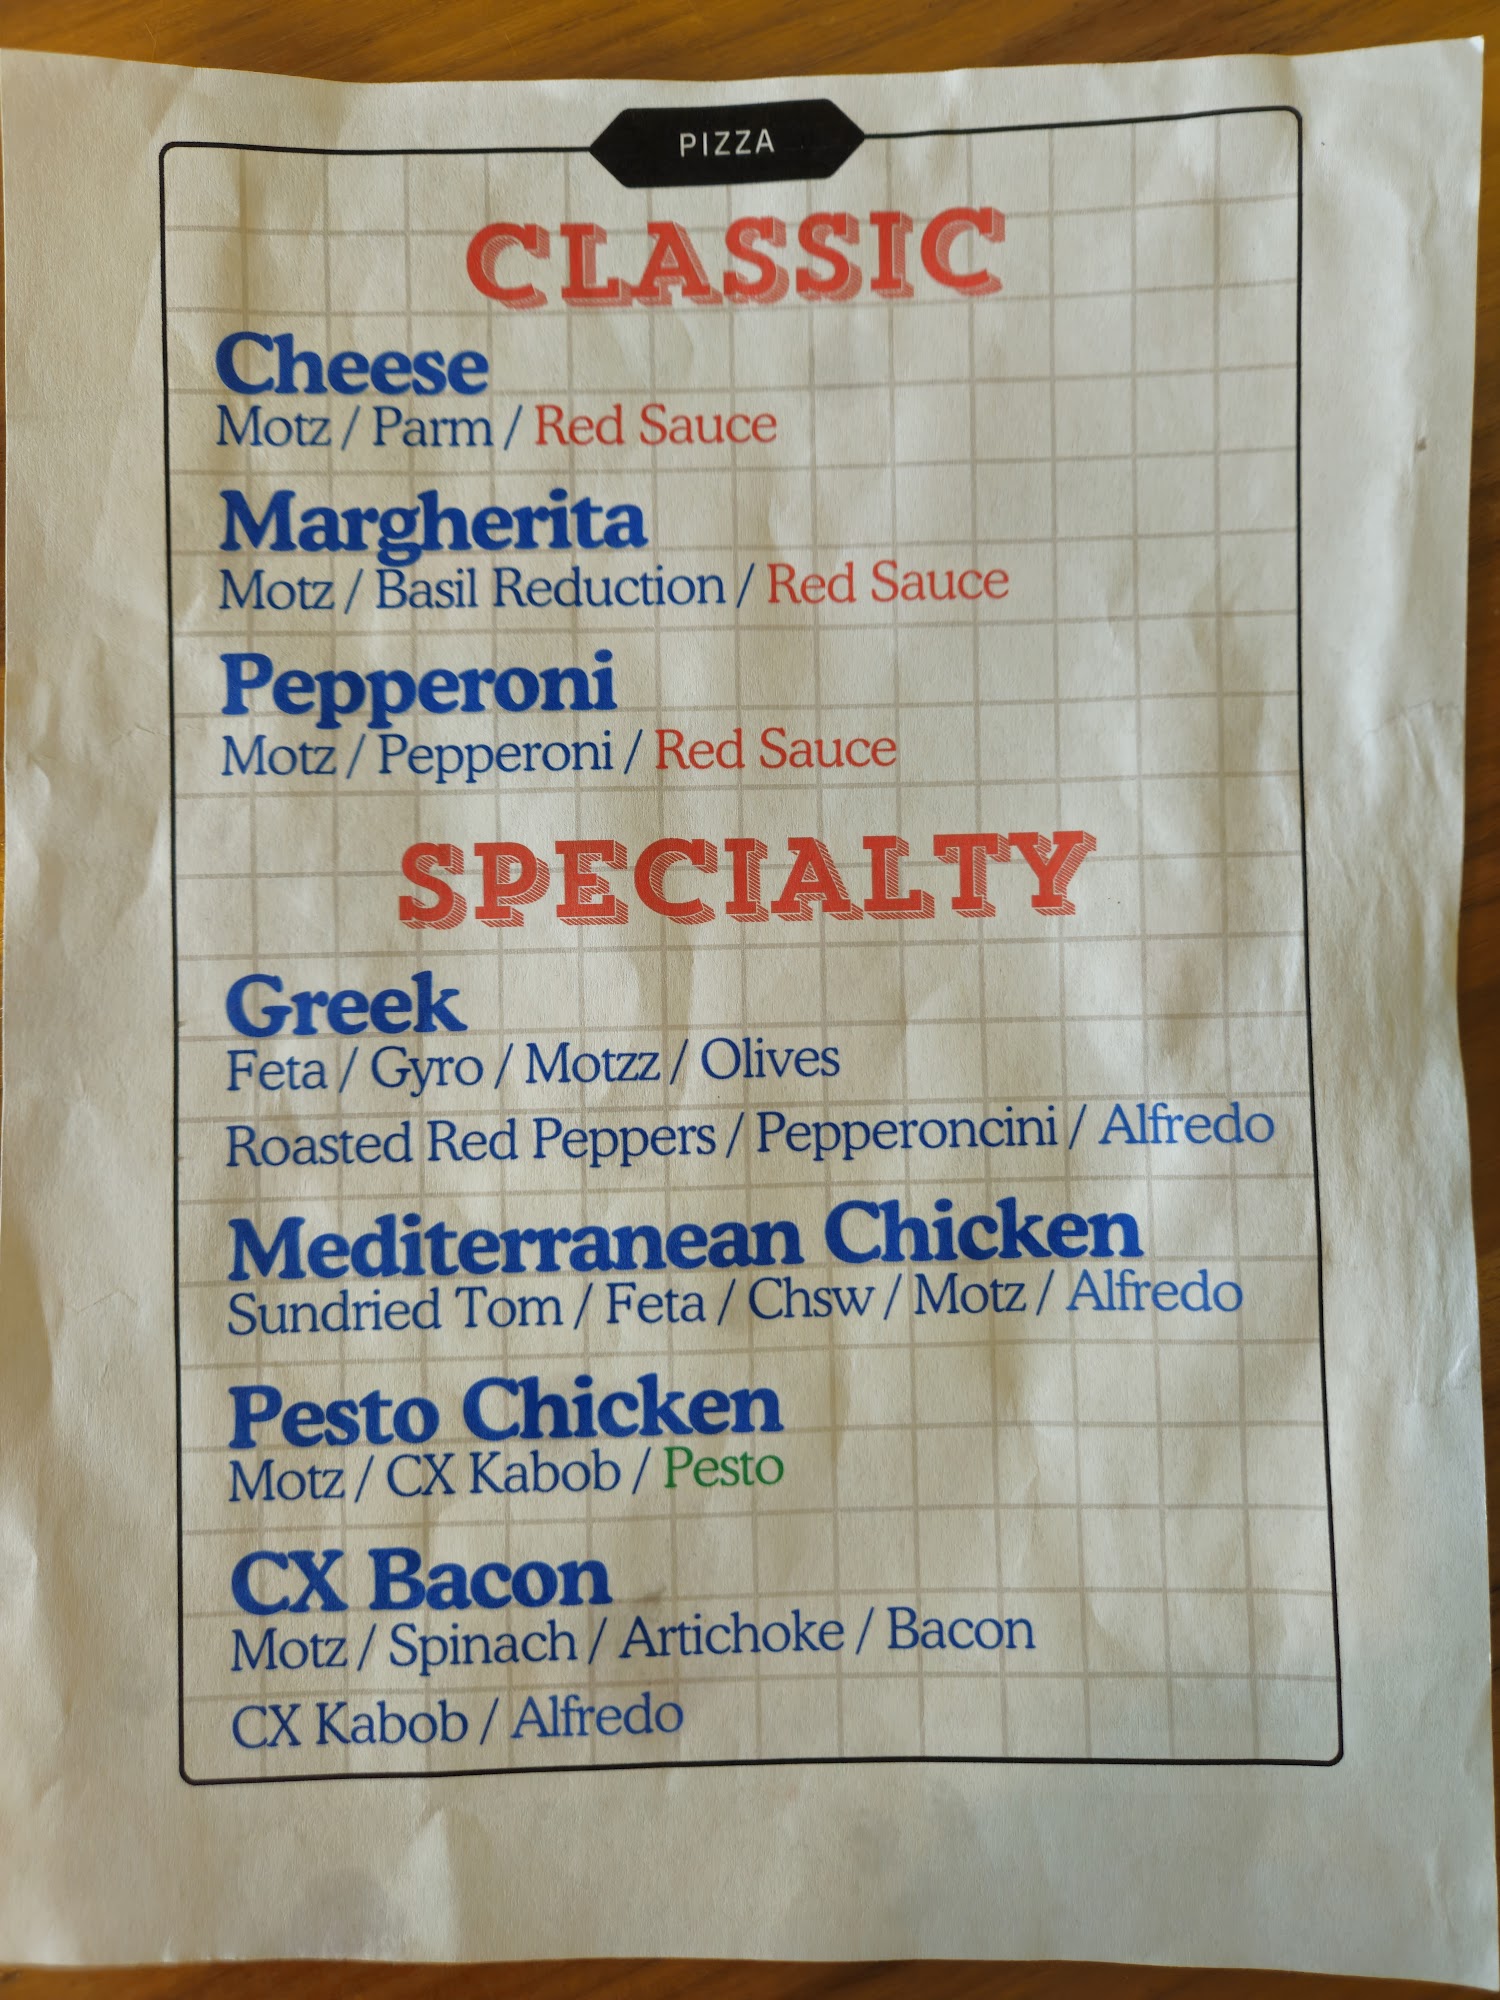 PIZZA
CLASSIC
Cheese
Motz / Parm / Red Sauce
Margherita
Motz / Basil Reduction / Red Sauce
Pepperoni
Motz / Pepperoni / Red Sauce
SPECIALTY
Greek
Feta / Gyro / Motzz / Olives
Roasted Red Peppers / Pepperoncini / Alfredo
Mediterranean Chicken
Sundried Tom / Feta / Chsw / Motz / Alfredo
Pesto Chicken
Motz / CX Kabob / Pesto
CX Bacon
Motz / Spinach / Artichoke / Bacon
CX Kabob / Alfredo